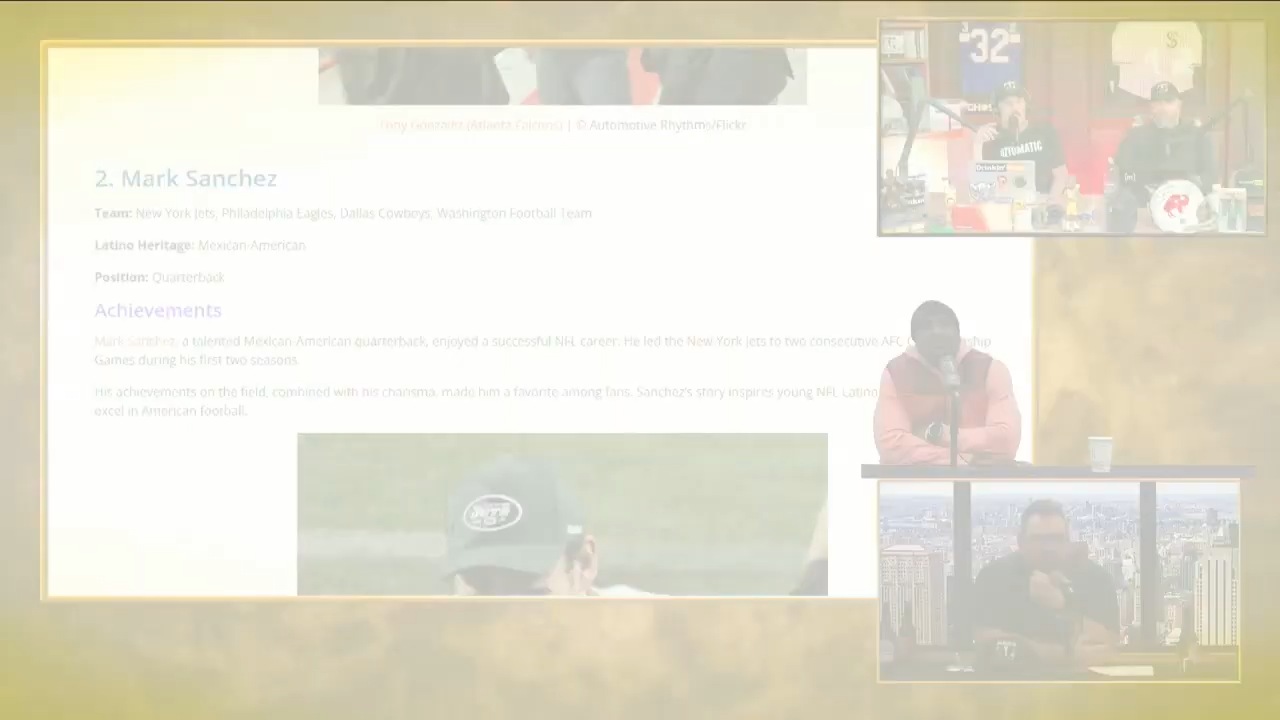 Tony Gonzalez (Atlanta Falcons) | © Automotive Rhythms/Flickr
2. Mark Sanchez
Team: New York Jets, Philadelphia Eagles, Dallas Cowboys, Washington Football Team
Latino Heritage: Mexican-American
Position: Quarterback
Achievements
Mark Sanchez, a talented Mexican-American quarterback, enjoyed a successful NFL career. He led the New York Jets to two consecutive AFC
Games during his first two seasons.
His achievements on the field, combined with his charisma, made him a favorite among fans. Sanchez's story inspires young NFL Latino
excel in American football.
JETS
32
S